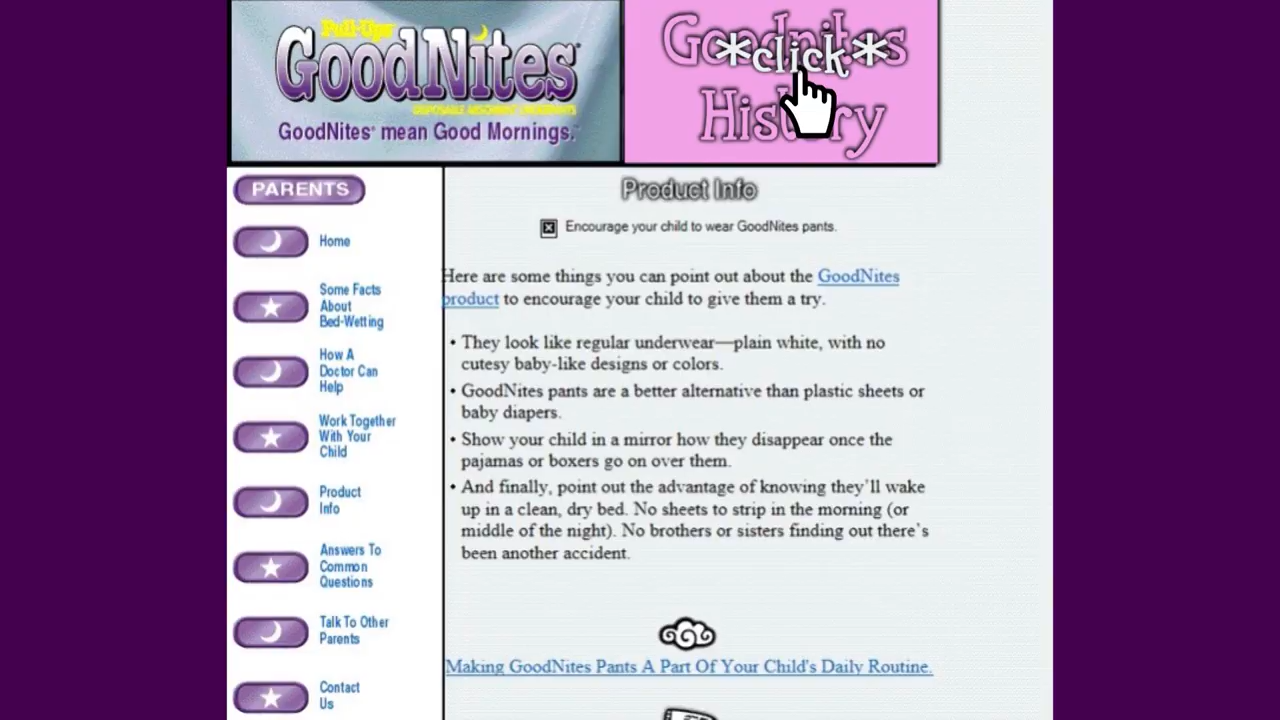 Pull-Ups
GoodNites®
DISPOSABLE ABSORBENT UNDERPANTS
GoodNites® mean Good Mornings.™
Goodnites
*click*
History
PARENTS
Product Info
Encourage your child to wear GoodNites pants.
Home
Here are some things you can point out about the GoodNites
product to encourage your child to give them a try.
Some Facts
About
Bed-Wetting
• They look like regular underwear—plain white, with no
cutesy baby-like designs or colors.
How A
Doctor Can
Help
• GoodNites pants are a better alternative than plastic sheets or
baby diapers.
Work Together
With Your
Child
• Show your child in a mirror how they disappear once the
pajamas or boxers go on over them.
Product
Info
• And finally, point out the advantage of knowing they'll wake
up in a clean, dry bed. No sheets to strip in the morning (or
middle of the night). No brothers or sisters finding out there's
been another accident.
Answers To
Common
Questions
Talk To Other
Parents
Making GoodNites Pants A Part Of Your Child's Daily Routine.
Contact
Us